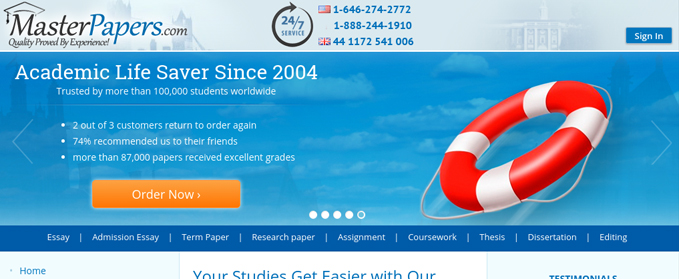 MasterPapers.com
Quality Proved By Experience!
24/7
SERVICE
1-646-274-2772
1-888-244-1910
44 1172 541 006
Sign In
Academic Life Saver Since 2004
Trusted by more than 100,000 students worldwide
2 out of 3 customers return to order again
74% recommended us to their friends
more than 87,000 papers received excellent grades
Order Now ›
Essay | Admission Essay | Term Paper | Research paper | Assignment | Coursework | Thesis | Dissertation | Editing
Home
Your Studies Get Easier with Our
TESTIMONIALS